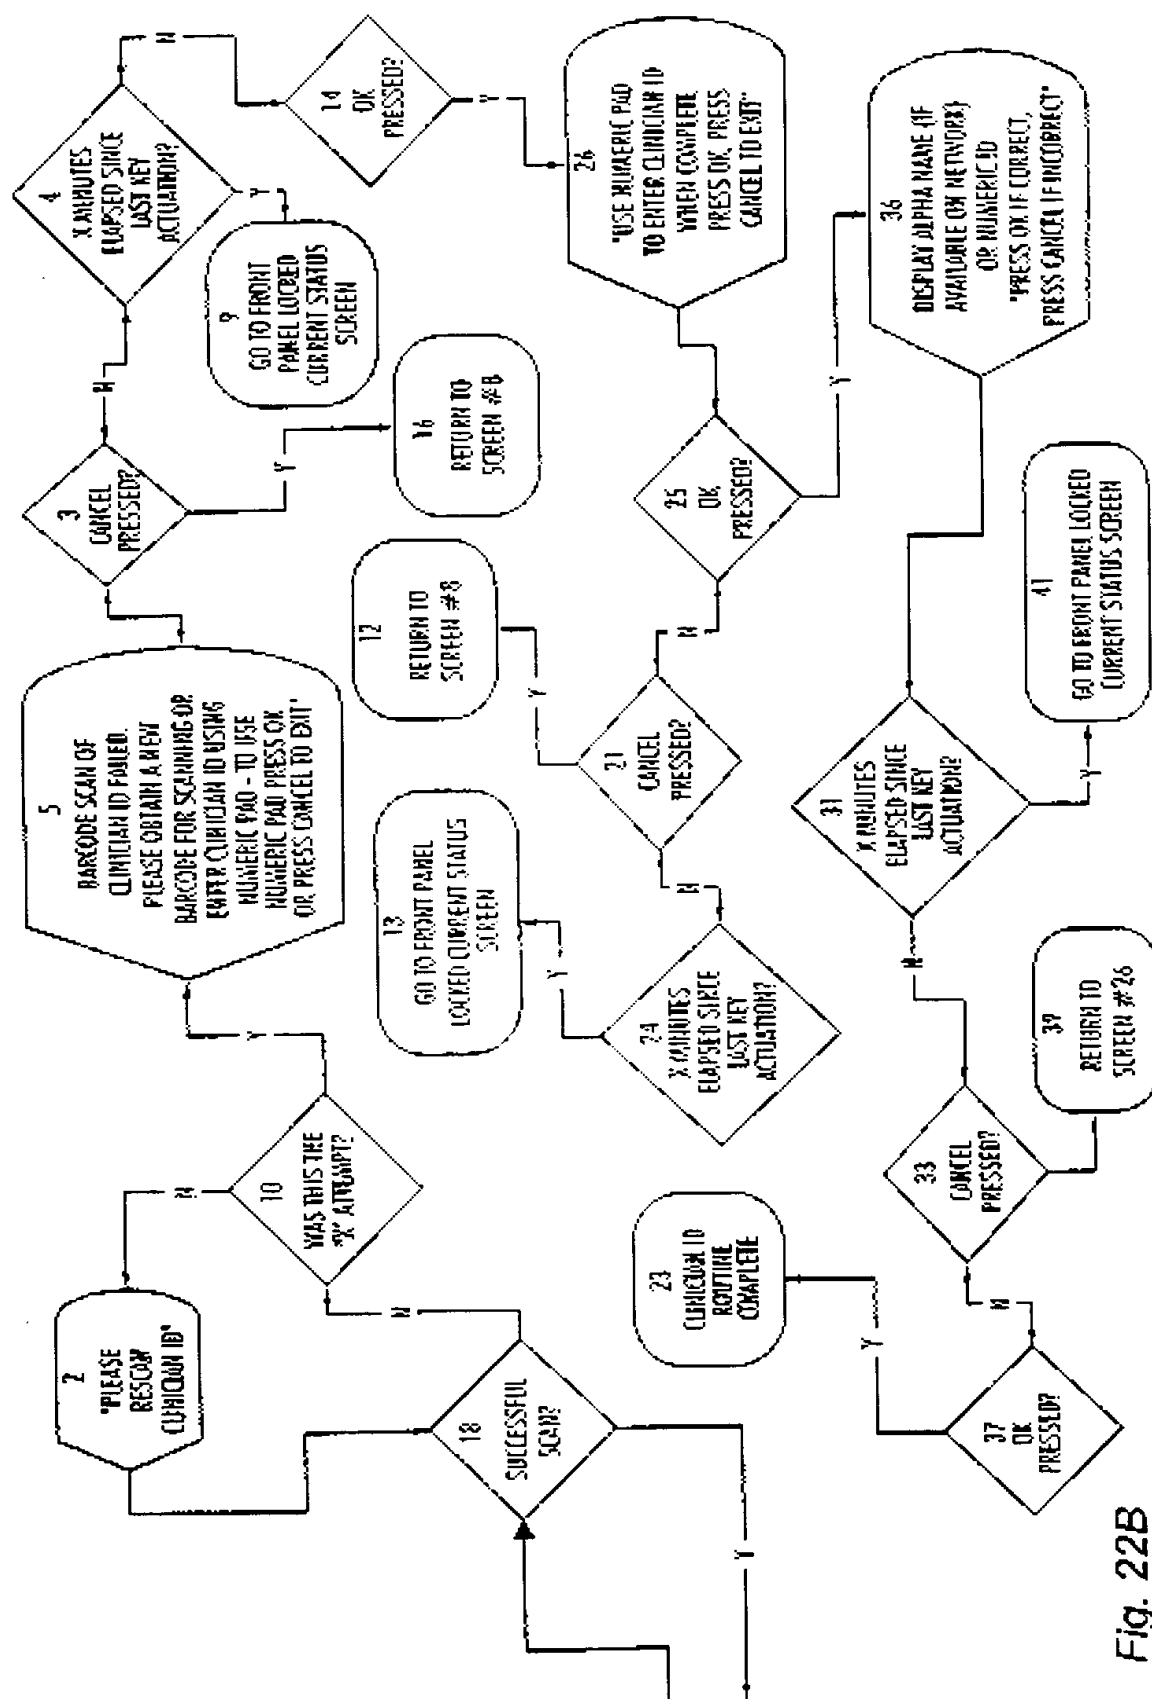 2
"PLEASE
RESCAN
CLINICIAN ID"
18
SUCCESSFUL
SCAN?
N
Y
10
WAS THIS THE
"X" ATTEMPT?
N
Y
5
BARCODE SCAN OF
CLINICIAN ID FAILED.
PLEASE OBTAIN A NEW
BARCODE FOR SCANNING OR
ENTER CLINICIAN ID USING
NUMERIC PAD - TO USE
NUMERIC PAD PRESS OK
OR PRESS CANCEL TO EXIT"
3
CANCEL
PRESSED?
N
Y
16
RETURN TO
SCREEN #8
4
X MINUTES
ELAPSED SINCE
LAST KEY
ACTUATION?
N
Y
9
GO TO FRONT
PANEL LOCKED
CURRENT STATUS
SCREEN
14
OK
PRESSED?
Y
26
"USE NUMERIC PAD
TO ENTER CLINICIAN ID
WHEN COMPLETE
PRESS OK, PRESS
CANCEL TO EXIT"
25
OK
PRESSED?
N
Y
21
CANCEL
PRESSED?
Y
N
12
RETURN TO
SCREEN #8
24
X MINUTES
ELAPSED SINCE
LAST KEY
ACTUATION?
Y
13
GO TO FRONT PANEL
LOCKED CURRENT STATUS
SCREEN
36
DISPLAY ALPHA NAME (IF
AVAILABLE ON NETWORK)
OR NUMERIC ID
"PRESS OK IF CORRECT,
PRESS CANCEL IF INCORRECT"
31
X MINUTES
ELAPSED SINCE
LAST KEY
ACTUATION?
Y
N
41
GO TO FRONT PANEL LOCKED
CURRENT STATUS SCREEN
33
CANCEL
PRESSED?
N
39
RETURN TO
SCREEN #26
37
OK
PRESSED?
Y
23
CLINICIAN ID
ROUTINE
COMPLETE
Fig. 22B